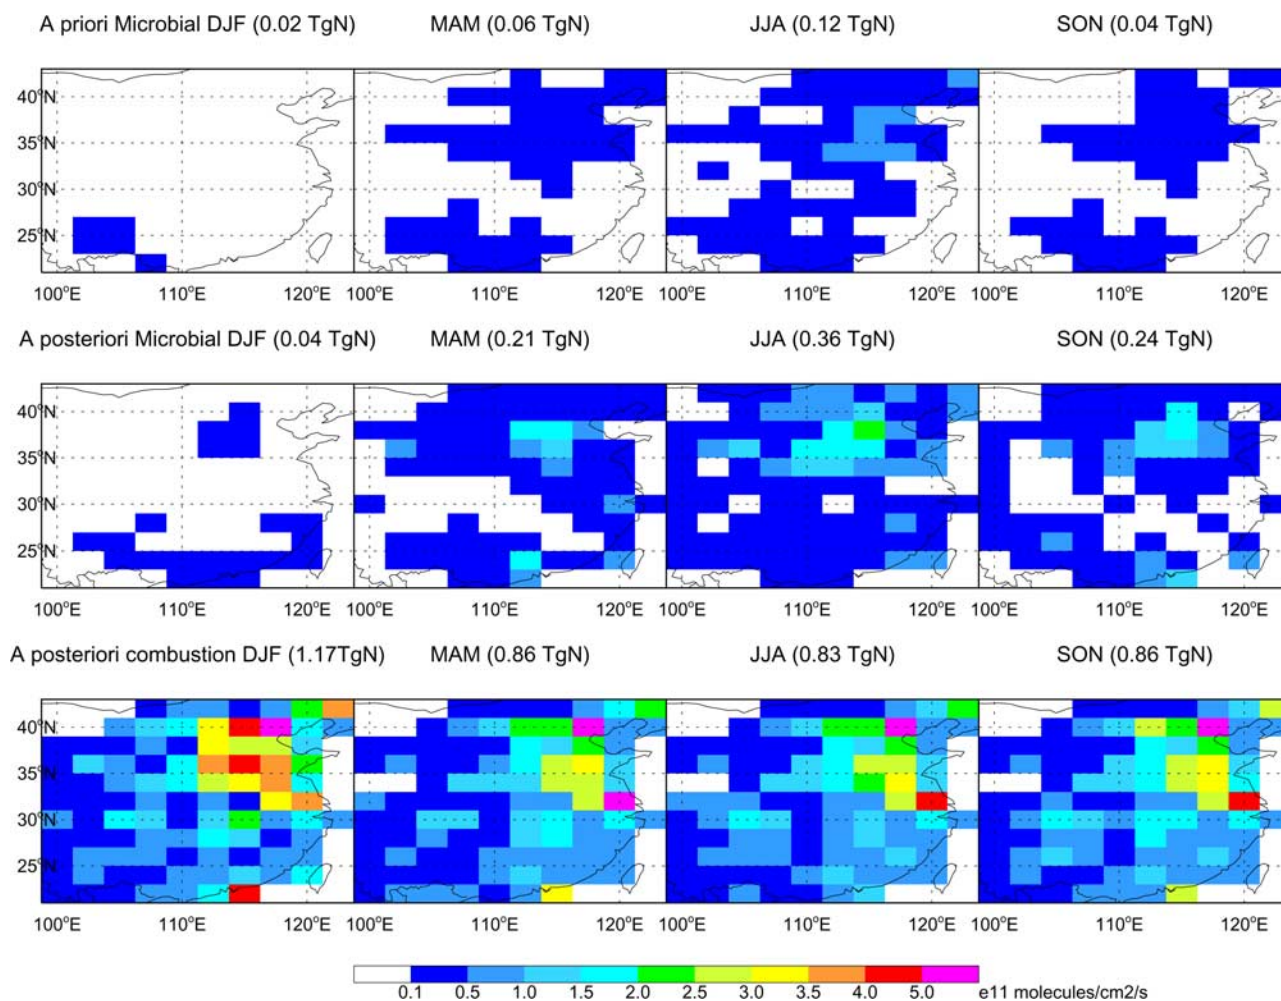 A priori Microbial DJF (0.02 TgN) MAM (0.06 TgN) JJA (0.12 TgN) SON (0.04 TgN)
40°N
35°N
30°N
25°N
100°E 110°E 120°E 100°E 110°E 120°E 100°E 110°E 120°E 100°E 110°E 120°E
A posteriori Microbial DJF (0.04 TgN) MAM (0.21 TgN) JJA (0.36 TgN) SON (0.24 TgN)
40°N
35°N
30°N
25°N
100°E 110°E 120°E 100°E 110°E 120°E 100°E 110°E 120°E 100°E 110°E 120°E
A posteriori combustion DJF (1.17TgN) MAM (0.86 TgN) JJA (0.83 TgN) SON (0.86 TgN)
40°N
35°N
30°N
25°N
100°E 110°E 120°E 100°E 110°E 120°E 100°E 110°E 120°E 100°E 110°E 120°E
0.1 0.5 1.0 1.5 2.0 2.5 3.0 3.5 4.0 5.0 e11 molecules/cm2/s